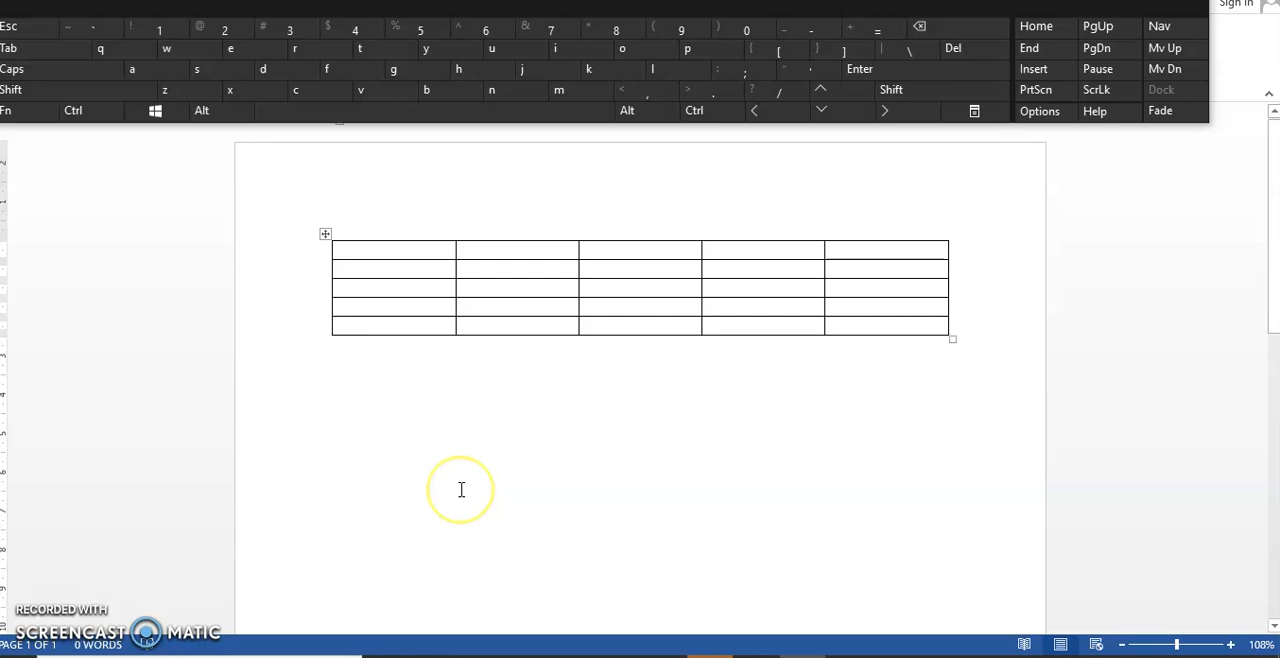 Sign in
Esc ~ ` ! 1 @ 2 # 3 $ 4 % 5 ^ 6 & 7 * 8 ( 9 ) 0 _ - + = Home PgUp Nav
Tab q w e r t y u i o p { [ } ] | \ Del End PgDn Mv Up
Caps a s d f g h j k l : ; " ' Enter Insert Pause Mv Dn
Shift z x c v b n m < , > . ? / Shift PrtScn ScrLk Dock
Fn Ctrl Alt Alt Ctrl Options Help Fade
RECORDED WITH
SCREENCAST MATIC
PAGE 1 OF 1 0 WORDS 108%